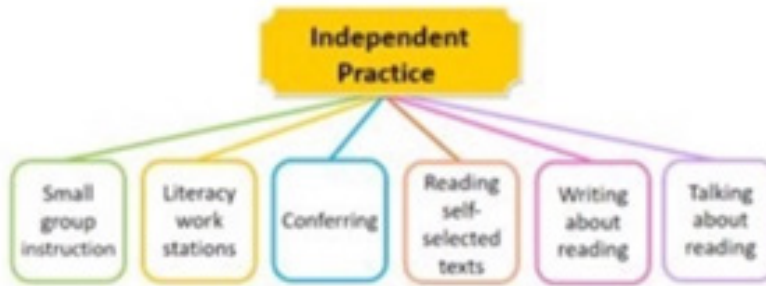 Independent
Practice
Small
group
instruction
Literacy
work
stations
Conferring
Reading
self-
selected
texts
Writing
about
reading
Talking
about
reading